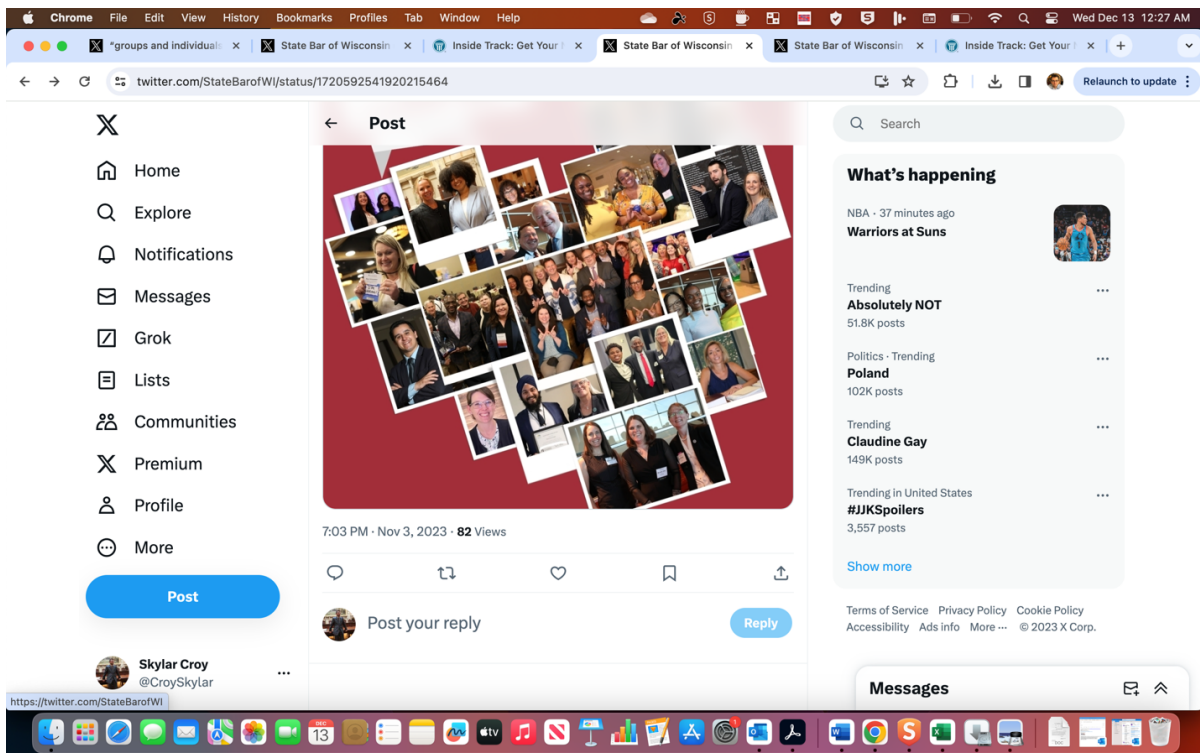 Chrome File Edit View History Bookmarks Profiles Tab Window Help Wed Dec 13 12:27 AM
"groups and individuals State Bar of Wisconsin Inside Track: Get Your State Bar of Wisconsin State Bar of Wisconsin Inside Track: Get Your
twitter.com/StateBarofWI/status/1720592541920215464 Relaunch to update
Post
Search
Home
Explore
Notifications
Messages
Grok
Lists
Communities
Premium
Profile
More
Post
Skylar Croy
@CroySkylar
https://twitter.com/StateBarofWI
7:03 PM · Nov 3, 2023 · 82 Views
Post your reply
Reply
What's happening
NBA · 37 minutes ago
Warriors at Suns
Trending
Absolutely NOT
51.8K posts
Politics · Trending
Poland
102K posts
Trending
Claudine Gay
149K posts
Trending in United States
#JJKSpoilers
3,557 posts
Show more
Terms of Service Privacy Policy Cookie Policy
Accessibility Ads info More ··· © 2023 X Corp.
Messages
DEC
13
tv
1